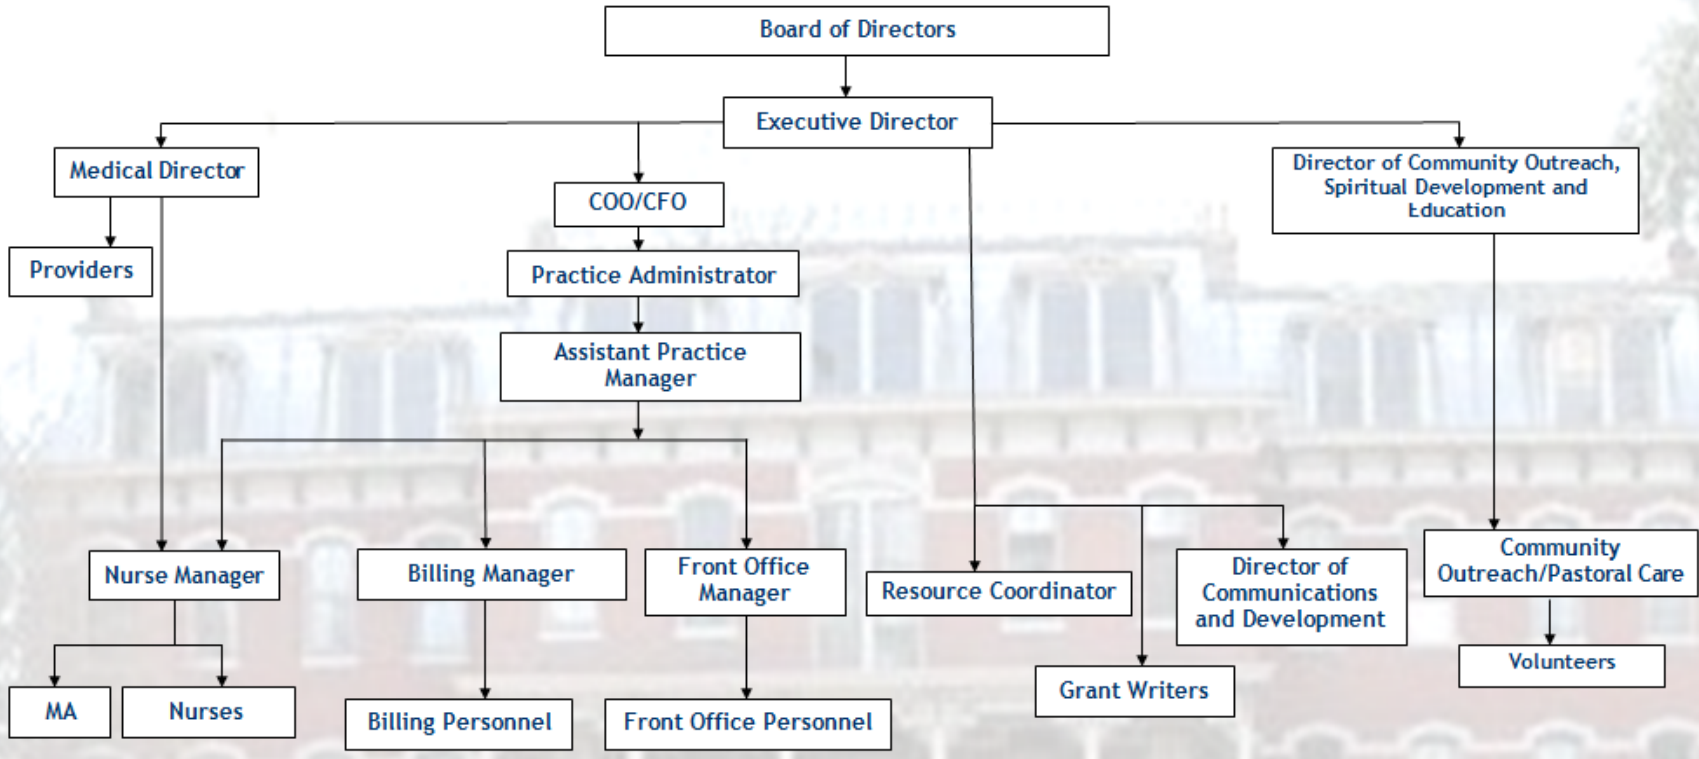 Board of Directors
Executive Director
Medical Director
Director of Community Outreach,
Spiritual Development and
Education
COO/CFO
Providers
Practice Administrator
Assistant Practice
Manager
Nurse Manager
Billing Manager
Front Office
Manager
Resource Coordinator
Director of
Communications
and Development
Community
Outreach/Pastoral Care
Volunteers
Grant Writers
MA
Nurses
Billing Personnel
Front Office Personnel